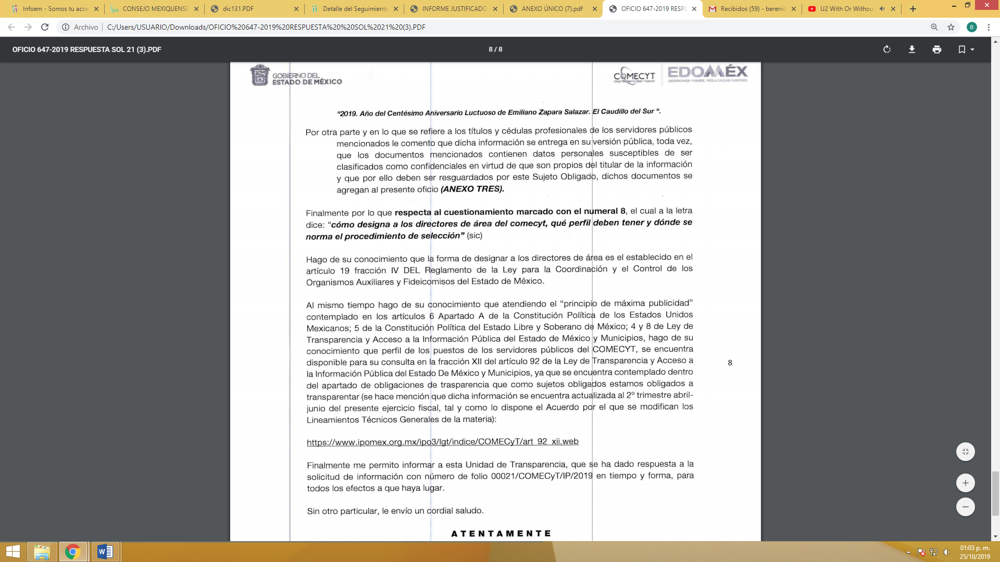 Infoem - Somos tu acce
CONSEJO MEXIQUENSE
dic131.PDF
Detalle del Seguimiento
INFORME JUSTIFICADO
ANEXO ÚNICO (7).pdf
OFICIO 647-2019 RESPU
Recibidos (59) - berenic
U2 With Or Without
Archivo
C:/Users/USUARIO/Downloads/OFICIO%20647-2019%20RESPUESTA%20%20SOL%2021%20(3).PDF
B
OFICIO 647-2019 RESPUESTA SOL 21 (3).PDF
8 / 8
GOBIERNO DEL
ESTADO DE MÉXICO
COMECYT
EDOMÉX
DECISIONES FIRMES, RESULTADOS FUERTES.
“2019. Año del Centésimo Aniversario Luctuoso de Emiliano Zapara Salazar. El Caudillo del Sur “.
Por otra parte y en lo que se refiere a los títulos y cédulas profesionales de los servidores públicos
mencionados le comento que dicha información se entrega en su versión pública, toda vez,
que los documentos mencionados contienen datos personales susceptibles de ser
clasificados como confidenciales en virtud de que son propios del titular de la información
y que por ello deben ser resguardados por este Sujeto Obligado, dichos documentos se
agregan al presente oficio (ANEXO TRES).
Finalmente por lo que respecta al cuestionamiento marcado con el numeral 8, el cual a la letra
dice: “cómo designa a los directores de área del comecyt, qué perfil deben tener y dónde se
norma el procedimiento de selección” (sic)
Hago de su conocimiento que la forma de designar a los directores de área es el establecido en el
artículo 19 fracción IV DEL Reglamento de la Ley para la Coordinación y el Control de los
Organismos Auxiliares y Fideicomisos del Estado de México.
Al mismo tiempo hago de su conocimiento que atendiendo el “principio de máxima publicidad”
contemplado en los artículos 6 Apartado A de la Constitución Política de los Estados Unidos
Mexicanos; 5 de la Constitución Política del Estado Libre y Soberano de México; 4 y 8 de Ley de
Transparencia y Acceso a la Información Pública del Estado de México y Municipios, hago de su
conocimiento que perfil de los puestos de los servidores públicos del COMECYT, se encuentra
disponible para su consulta en la fracción XII del artículo 92 de la Ley de Transparencia y Acceso a
la Información Pública del Estado De México y Municipios, ya que se encuentra contemplado dentro
del apartado de obligaciones de trasparencia que como sujetos obligados estamos obligados a
transparentar (se hace mención que dicha información se encuentra actualizada al 2º trimestre abril-
junio del presente ejercicio fiscal, tal y como lo dispone el Acuerdo por el que se modifican los
Lineamientos Técnicos Generales de la materia):
8
https://www.ipomex.org.mx/ipo3/lgt/indice/COMECyT/art_92_xii.web
Finalmente me permito informar a esta Unidad de Transparencia, que se ha dado respuesta a la
solicitud de información con número de folio 00021/COMECyT/IP/2019 en tiempo y forma, para
todos los efectos a que haya lugar.
Sin otro particular, le envío un cordial saludo.
ATENTAMENTE
01:03 p. m.
25/10/2019